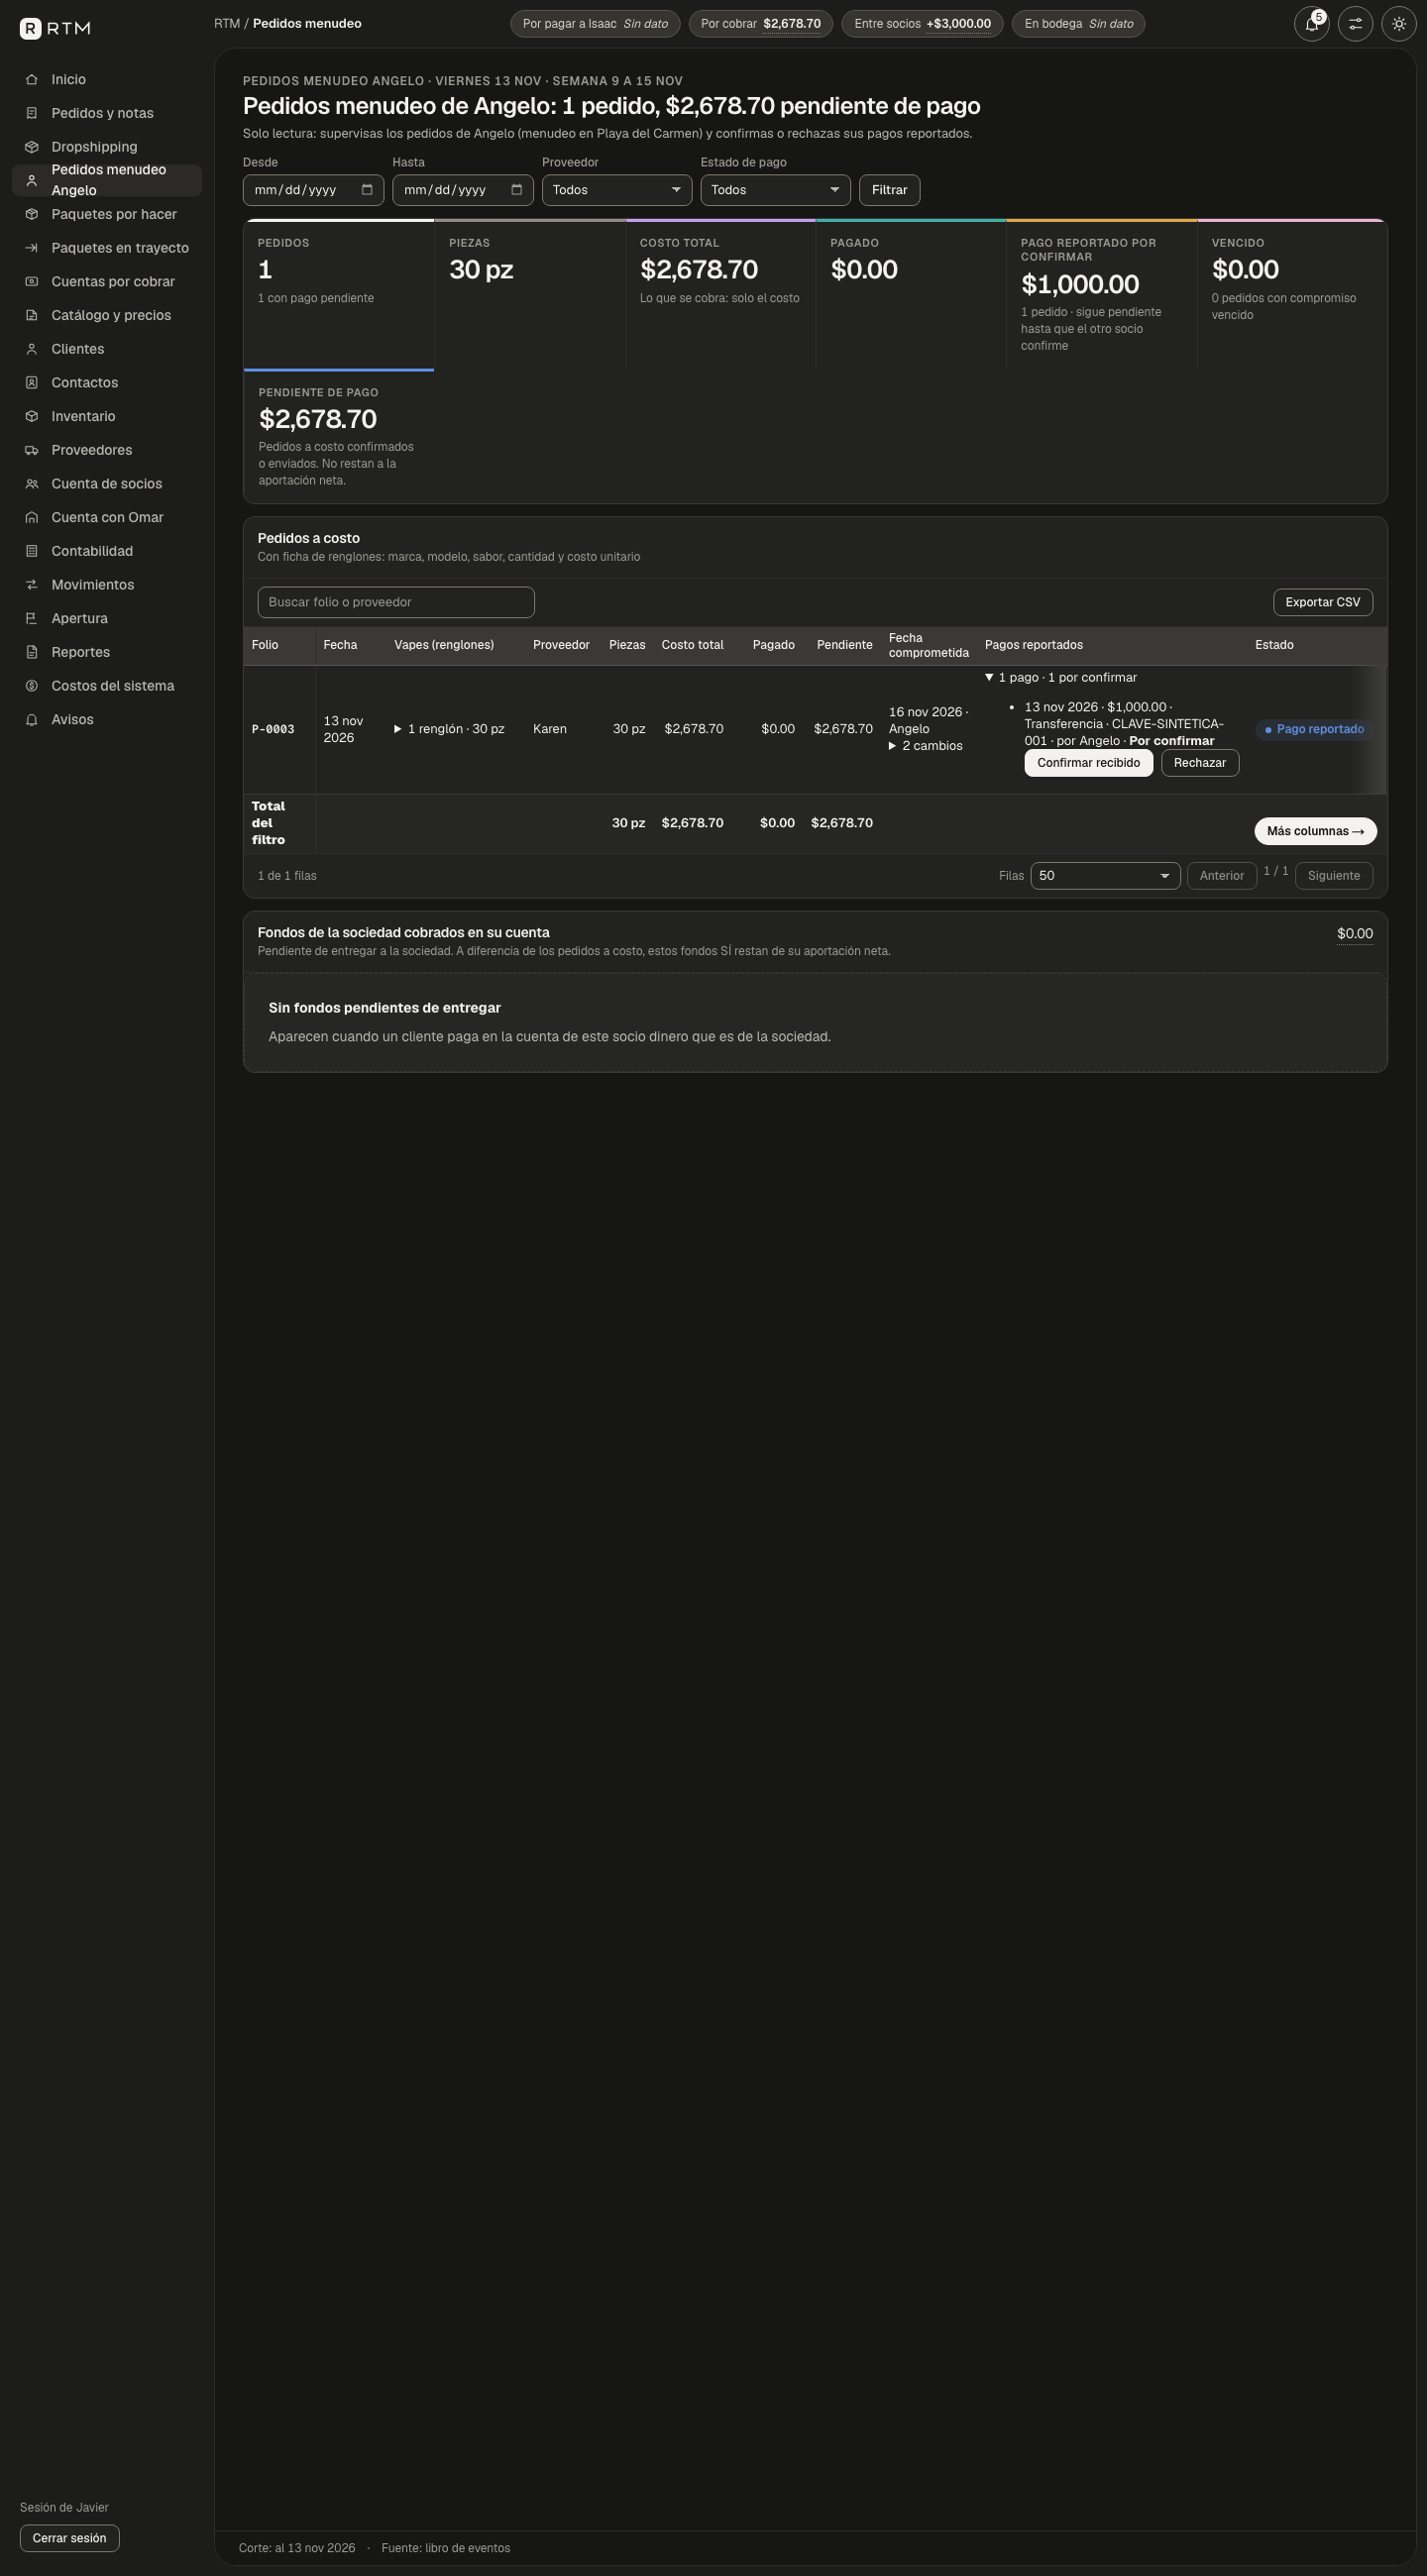 R RTM
RTM / Pedidos menudeo
Por pagar a Isaac Sin dato
Por cobrar $2,678.70
Entre socios +$3,000.00
En bodega Sin dato
5
Inicio
Pedidos y notas
Dropshipping
Pedidos menudeo
Angelo
Paquetes por hacer
Paquetes en trayecto
Cuentas por cobrar
Catálogo y precios
Clientes
Contactos
Inventario
Proveedores
Cuenta de socios
Cuenta con Omar
Contabilidad
Movimientos
Apertura
Reportes
Costos del sistema
Avisos
Sesión de Javier
Cerrar sesión
PEDIDOS MENUDEO ANGELO · VIERNES 13 NOV · SEMANA 9 A 15 NOV
Pedidos menudeo de Angelo: 1 pedido, $2,678.70 pendiente de pago
Solo lectura: supervisas los pedidos de Angelo (menudeo en Playa del Carmen) y confirmas o rechazas sus pagos reportados.
Desde Hasta Proveedor Estado de pago
mm/dd/yyyy mm/dd/yyyy Todos Todos Filtrar
PEDIDOS
1
1 con pago pendiente
PIEZAS
30 pz
COSTO TOTAL
$2,678.70
Lo que se cobra: solo el costo
PAGADO
$0.00
PAGO REPORTADO POR
CONFIRMAR
$1,000.00
1 pedido · sigue pendiente
hasta que el otro socio
confirme
VENCIDO
$0.00
0 pedidos con compromiso
vencido
PENDIENTE DE PAGO
$2,678.70
Pedidos a costo confirmados
o enviados. No restan a la
aportación neta.
Pedidos a costo
Con ficha de renglones: marca, modelo, sabor, cantidad y costo unitario
Buscar folio o proveedor
Exportar CSV
Folio Fecha Vapes (renglones) Proveedor Piezas Costo total Pagado Pendiente Fecha comprometida Pagos reportados Estado
P-0003
13 nov
2026
1 renglón · 30 pz
Karen
30 pz
$2,678.70
$0.00
$2,678.70
16 nov 2026 ·
Angelo
2 cambios
1 pago · 1 por confirmar
• 13 nov 2026 · $1,000.00 ·
Transferencia · CLAVE-SINTETICA-
001 · por Angelo · Por confirmar
Confirmar recibido Rechazar
Pago reportado
Total
del
filtro
30 pz $2,678.70 $0.00 $2,678.70
Más columnas →
1 de 1 filas
Filas 50 Anterior 1 / 1 Siguiente
Fondos de la sociedad cobrados en su cuenta
$0.00
Pendiente de entregar a la sociedad. A diferencia de los pedidos a costo, estos fondos SÍ restan de su aportación neta.
Sin fondos pendientes de entregar
Aparecen cuando un cliente paga en la cuenta de este socio dinero que es de la sociedad.
Corte: al 13 nov 2026 · Fuente: libro de eventos